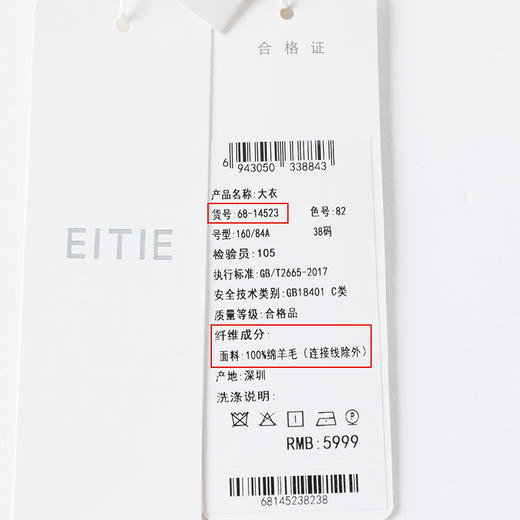 EITIE
合格证
6 943050 338843
产品名称:大衣
货号:68-14523 色号:82
号型:160/84A 38码
检验员:105
执行标准:GB/T2665-2017
安全技术类别:GB18401 C类
质量等级:合格品
纤维成分:
面料:100%绵羊毛(连接线除外)
产地:深圳
洗涤说明:
P
RMB:5999
68145238238